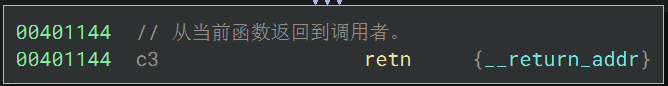 00401144  // 从当前函数返回到调用者。
00401144  c3                 retn     {__return_addr}